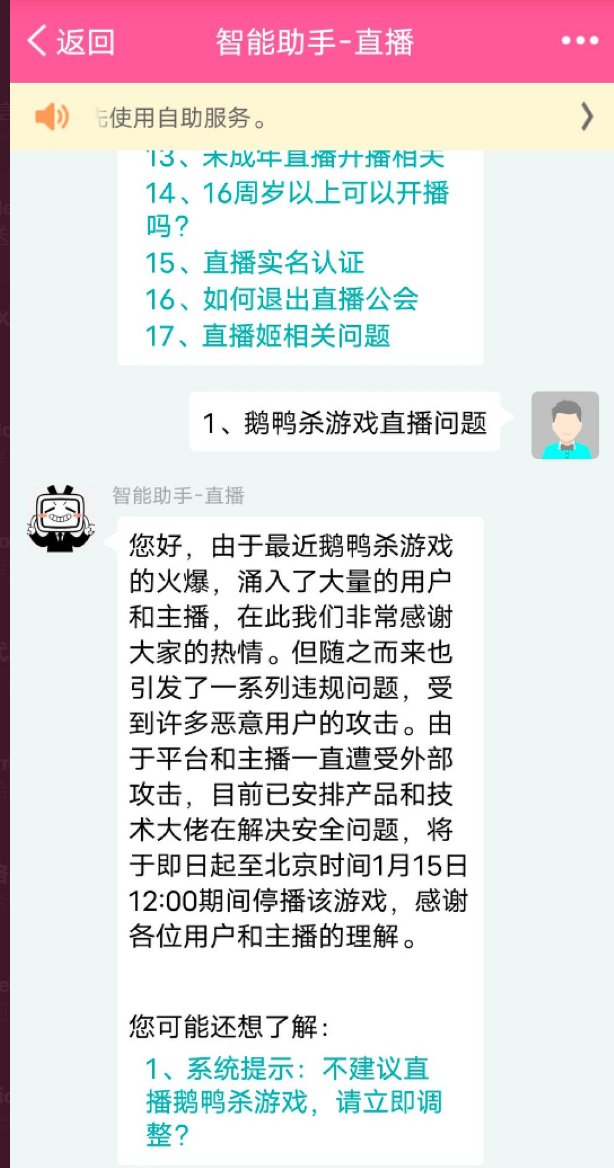 返回
智能助手-直播
先使用自助服务。
13、未成年直播开播相关
14、16周岁以上可以开播
吗?
15、直播实名认证
16、如何退出直播公会
17、直播姬相关问题
1、鹅鸭杀游戏直播问题
智能助手-直播
您好，由于最近鹅鸭杀游戏
的火爆，涌入了大量的用户
和主播，在此我们非常感谢
大家的热情。但随之而来也
引发了一系列违规问题，受
到许多恶意用户的攻击。由
于平台和主播一直遭受外部
攻击，目前已安排产品和技
术大佬在解决安全问题，将
于即日起至北京时间1月15日
12:00期间停播该游戏，感谢
各位用户和主播的理解。
您可能还想了解：
1、系统提示：不建议直
播鹅鸭杀游戏，请立即调
整?